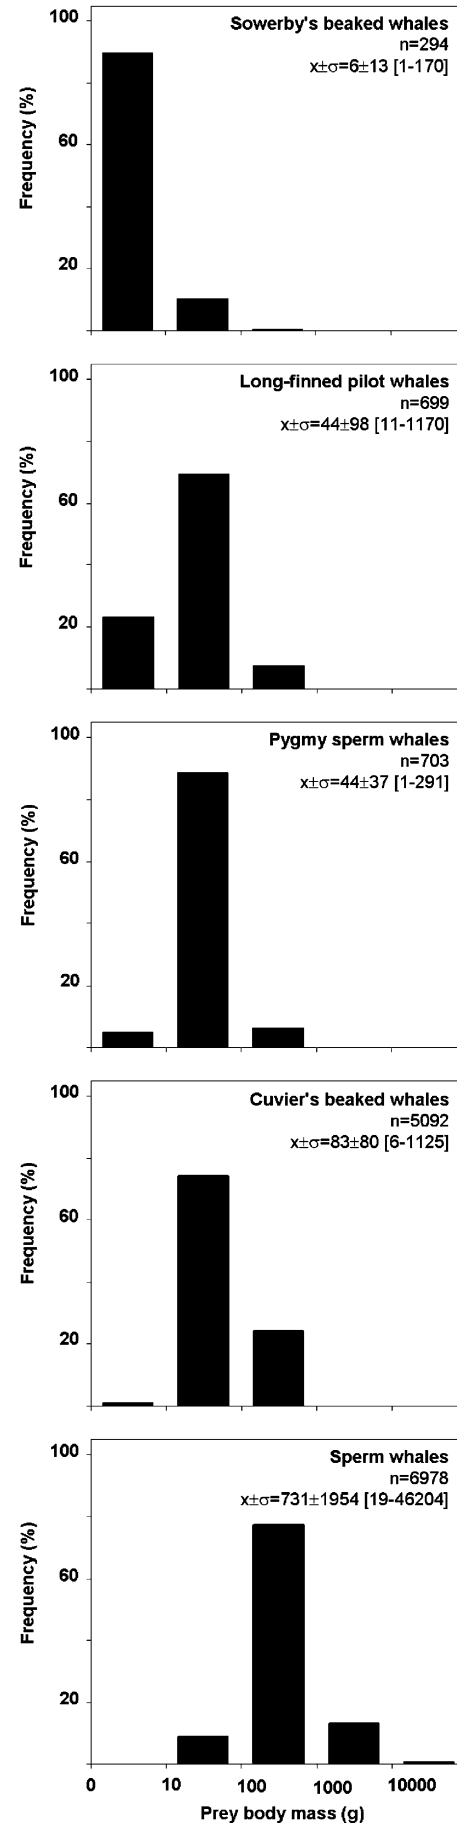 Sowerby's beaked whales
n=294
x±σ=6±13 [1-170]
100
60
20
Frequency (%)
Long-finned pilot whales
n=699
x±σ=44±98 [11-1170]
100
60
20
Frequency (%)
Pygmy sperm whales
n=703
x±σ=44±37 [1-291]
100
60
20
Frequency (%)
Cuvier's beaked whales
n=5092
x±σ=83±80 [6-1125]
100
60
20
Frequency (%)
Sperm whales
n=6978
x±σ=731±1954 [19-46204]
100
60
20
Frequency (%)
0 10 100 1000 10000
Prey body mass (g)